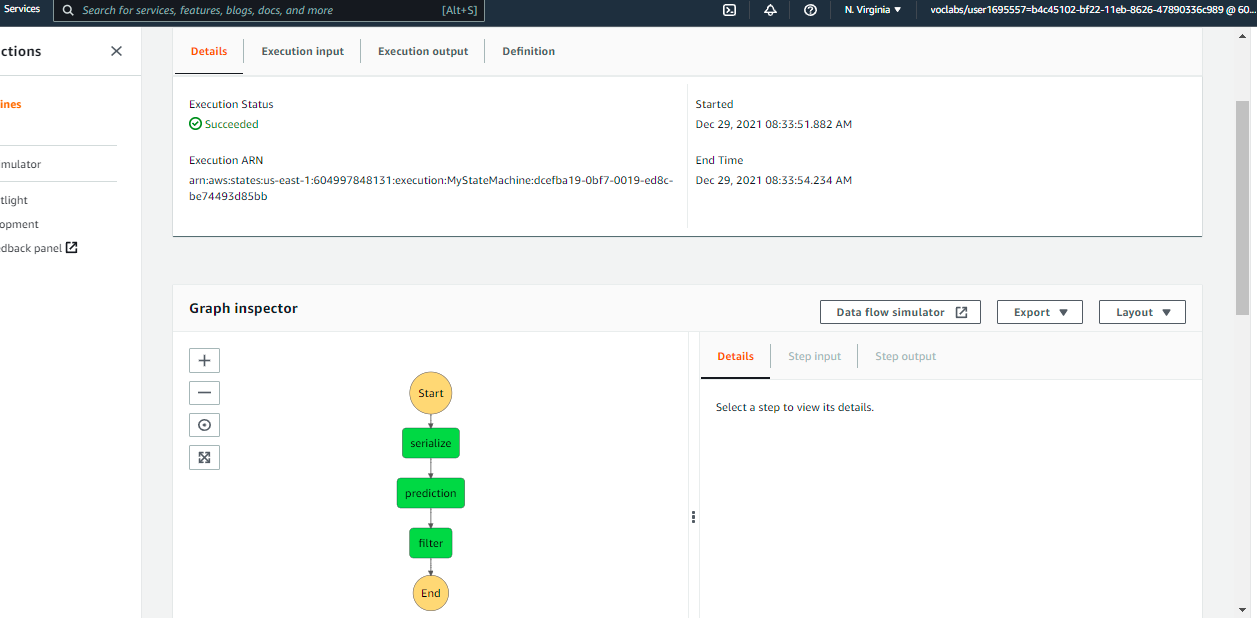 Services
Search for services, features, blogs, docs, and more
[Alt+S]
N. Virginia
voclabs/user1695557=b4c45102-bf22-11eb-8626-47890336c989 @ 60...
ctions
ines
mulator
tlight
opment
edback panel
Details
Execution input
Execution output
Definition
Execution Status
Succeeded
Execution ARN
arn:aws:states:us-east-1:604997848131:execution:MyStateMachine:dcefba19-0bf7-0019-ed8c-
be74493d85bb
Started
Dec 29, 2021 08:33:51.882 AM
End Time
Dec 29, 2021 08:33:54.234 AM
Graph inspector
Data flow simulator
Export
Layout
Start
serialize
prediction
filter
End
Details
Step input
Step output
Select a step to view its details.